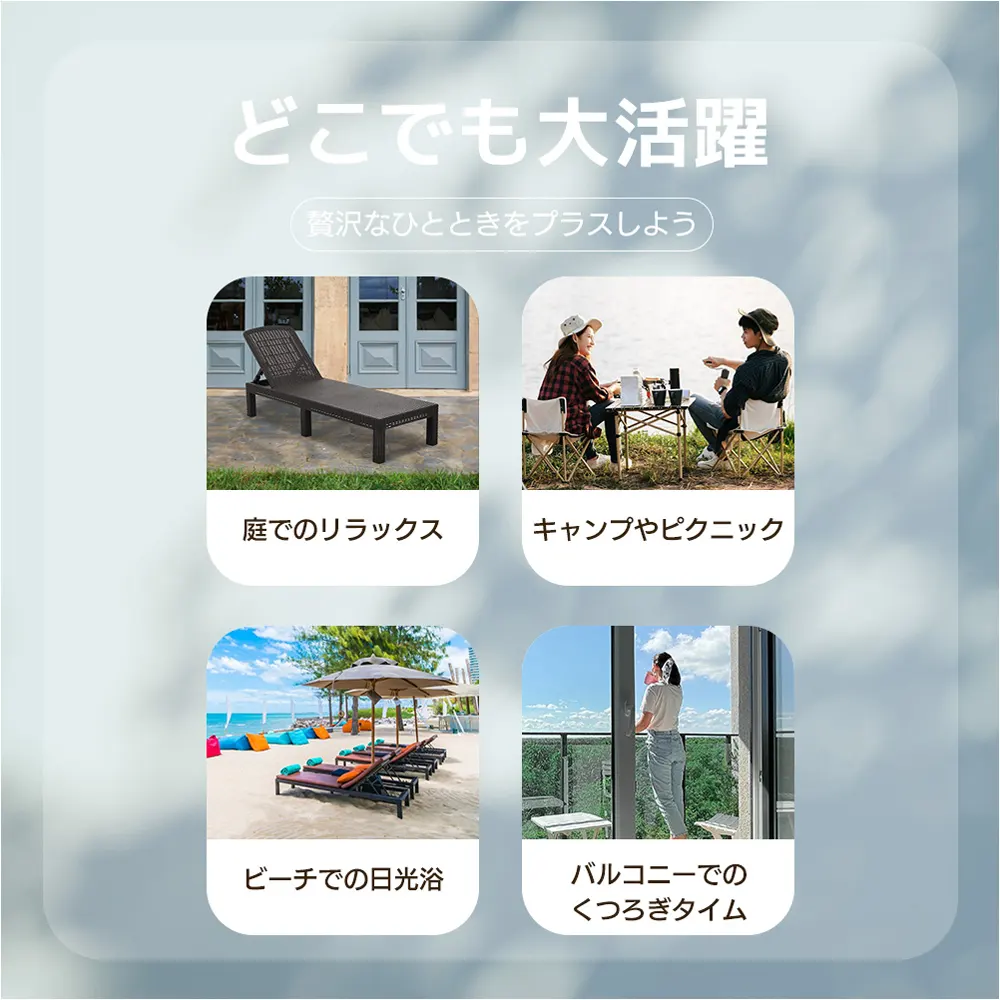 どこでも大活躍
贅沢なひとときをプラスしよう
庭でのリラックス
キャンプやピクニック
ビーチでの日光浴
バルコニーでの
くつろぎタイム